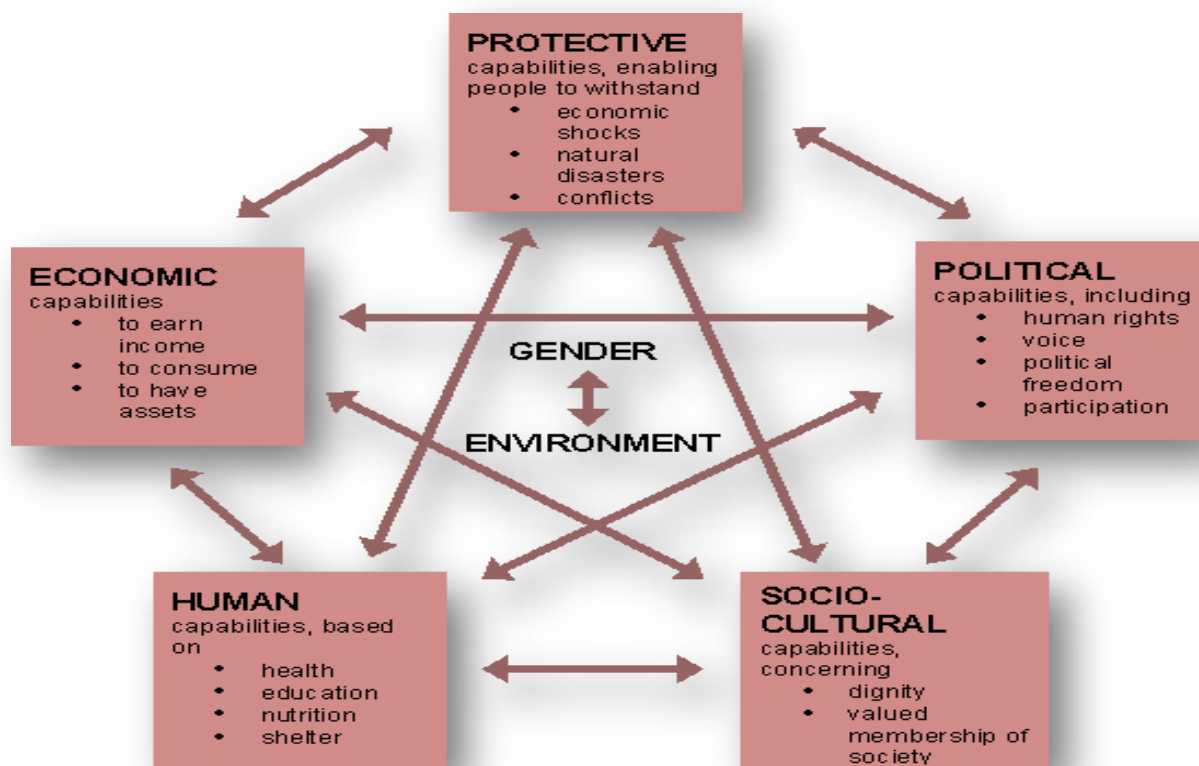 PROTECTIVE
capabilities, enabling
people to withstand
• economic
shocks
• natural
disasters
• conflicts
ECONOMIC
capabilities
• to earn
income
• to consume
• to have
assets
POLITICAL
capabilities, including
• human rights
• voice
• political
freedom
• participation
GENDER
ENVIRONMENT
HUMAN
capabilities, based
on
• health
• education
• nutrition
• shelter
SOCIO-
CULTURAL
capabilities,
concerning
• dignity
• valued
membership of
society